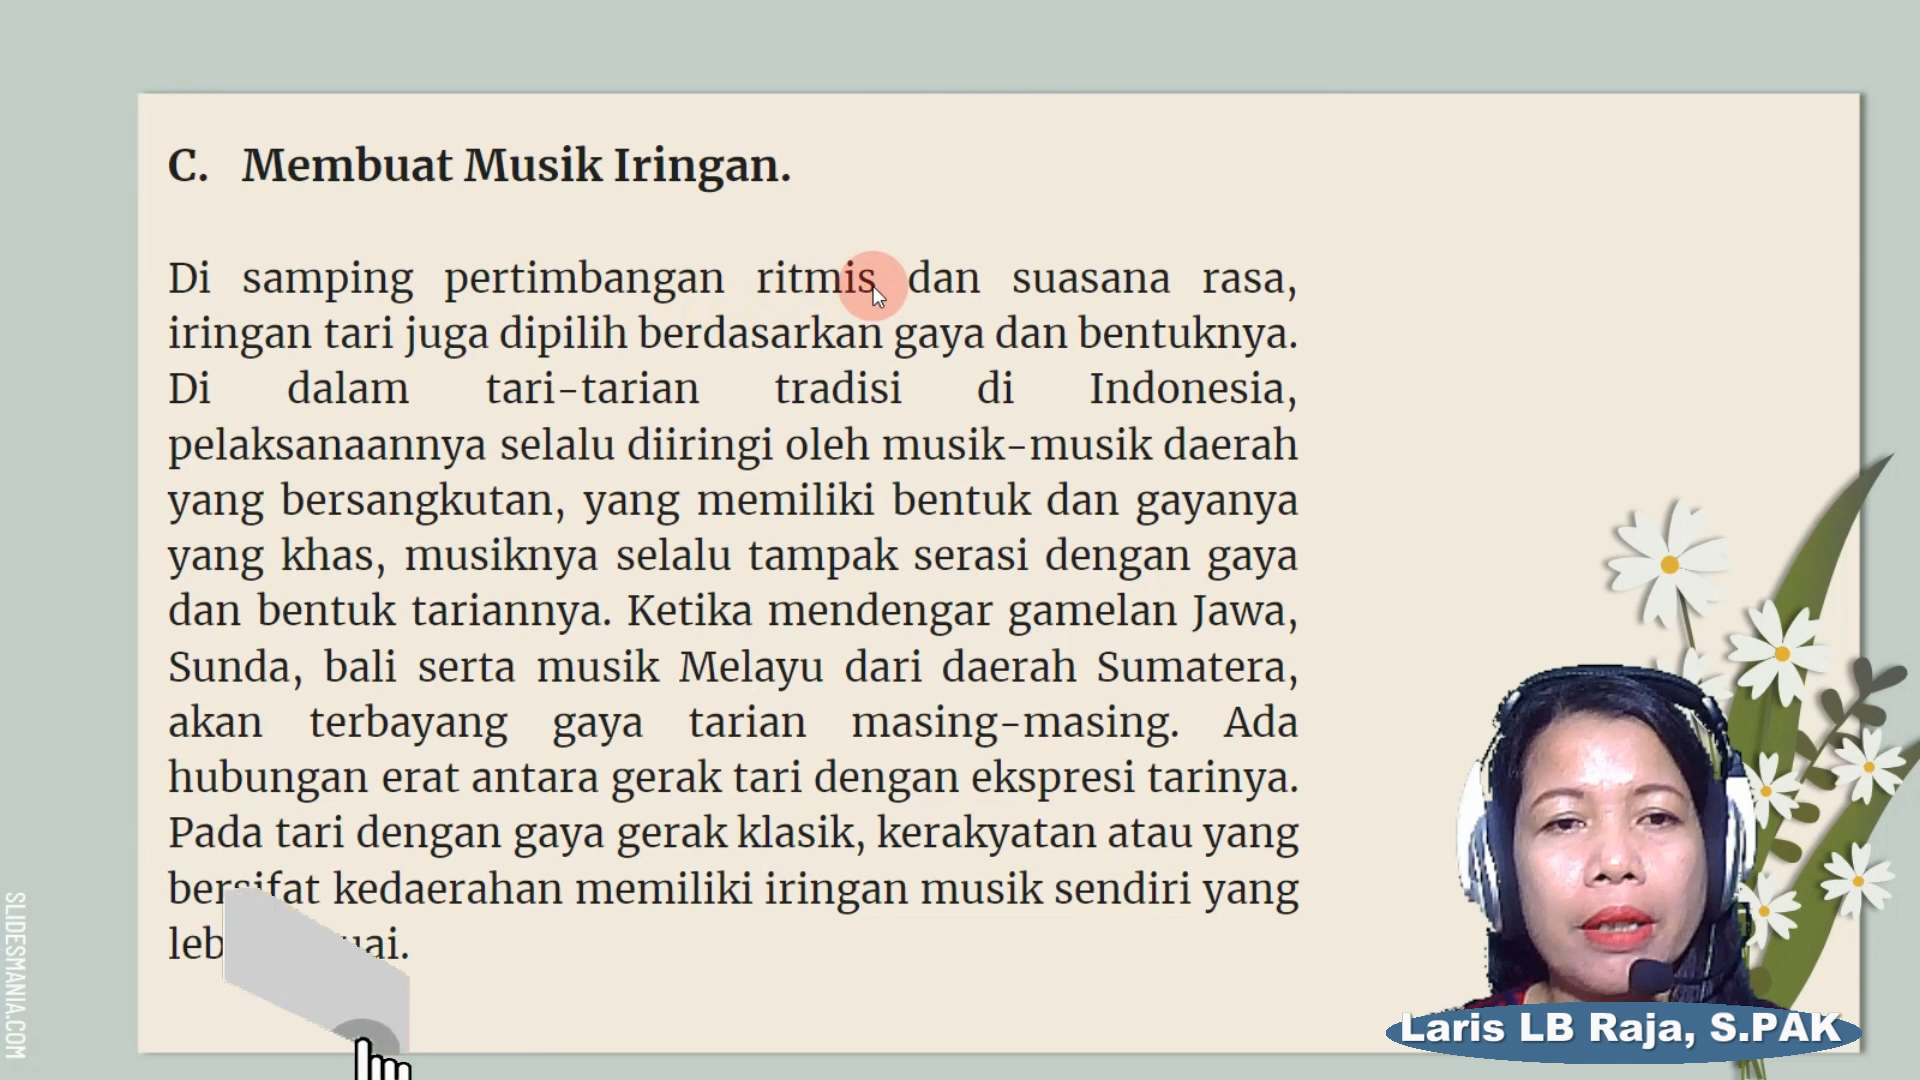 C. Membuat Musik Iringan.
Di samping pertimbangan ritmis dan suasana rasa,
iringan tari juga dipilih berdasarkan gaya dan bentuknya.
Di dalam tari-tarian tradisi di Indonesia,
pelaksanaannya selalu diiringi oleh musik-musik daerah
yang bersangkutan, yang memiliki bentuk dan gayanya
yang khas, musiknya selalu tampak serasi dengan gaya
dan bentuk tariannya. Ketika mendengar gamelan Jawa,
Sunda, bali serta musik Melayu dari daerah Sumatera,
akan terbayang gaya tarian masing-masing. Ada
hubungan erat antara gerak tari dengan ekspresi tarinya.
Pada tari dengan gaya gerak klasik, kerakyatan atau yang
bersifat kedaerahan memiliki iringan musik sendiri yang
SLIDESMANIA.COM
Laris LB Raja, S.PAK